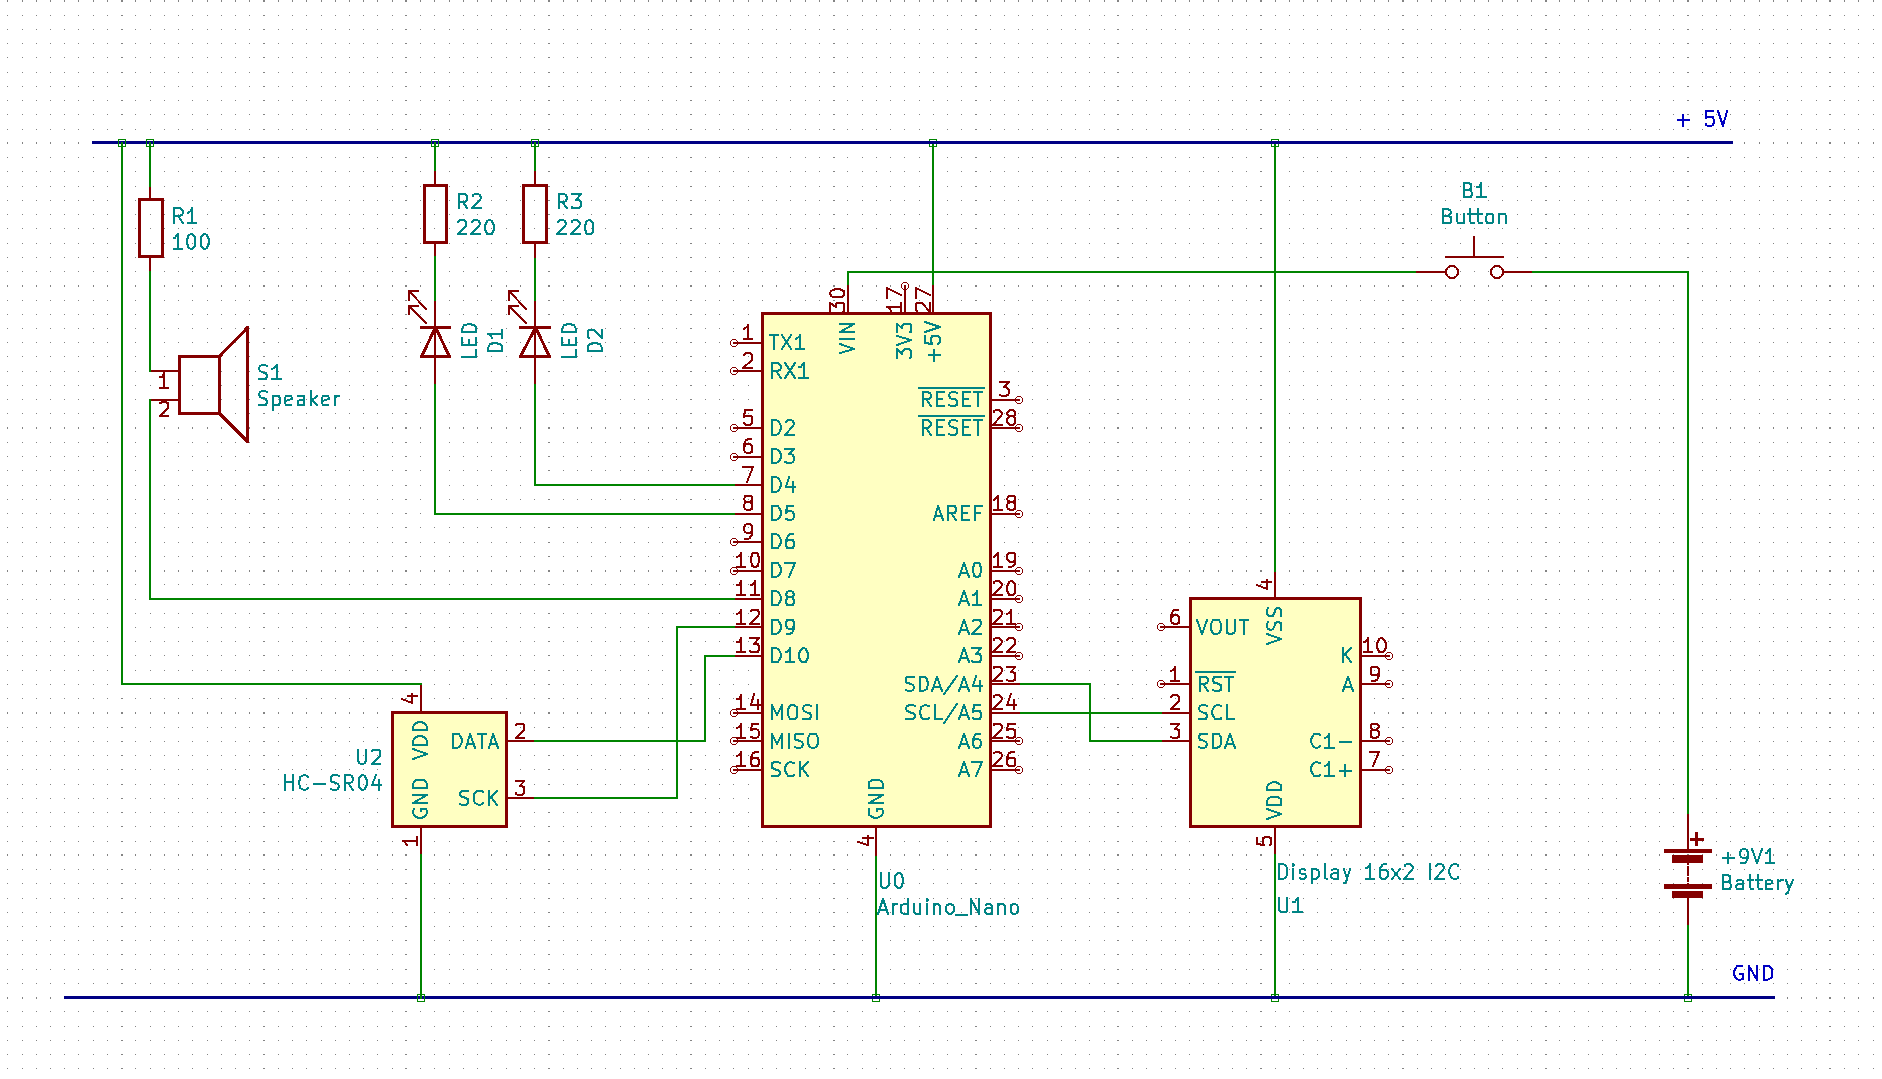 + 5V
B1
Button
R1
100
R2
220
R3
220
LED
D1
LED
D2
S1
Speaker
1
2
30
17
27
VIN
3V3
+5V
1
TX1
2
RX1
RESET
3
RESET
28
5
D2
6
D3
7
D4
8
D5
AREF
18
9
D6
10
D7
A0
19
11
D8
A1
20
12
D9
A2
21
13
D10
A3
22
SDA/A4
23
14
MOSI
SCL/A5
24
15
MISO
A6
25
16
SCK
A7
26
GND
4
U0
Arduino_Nano
4
VDD
DATA
2
U2
HC-SR04
GND
SCK
3
1
4
6
VOUT
VSS
K
10
1
RST
A
9
2
SCL
3
SDA
C1-
8
C1+
7
VDD
5
Display 16x2 I2C
U1
+
+9V1
Battery
GND